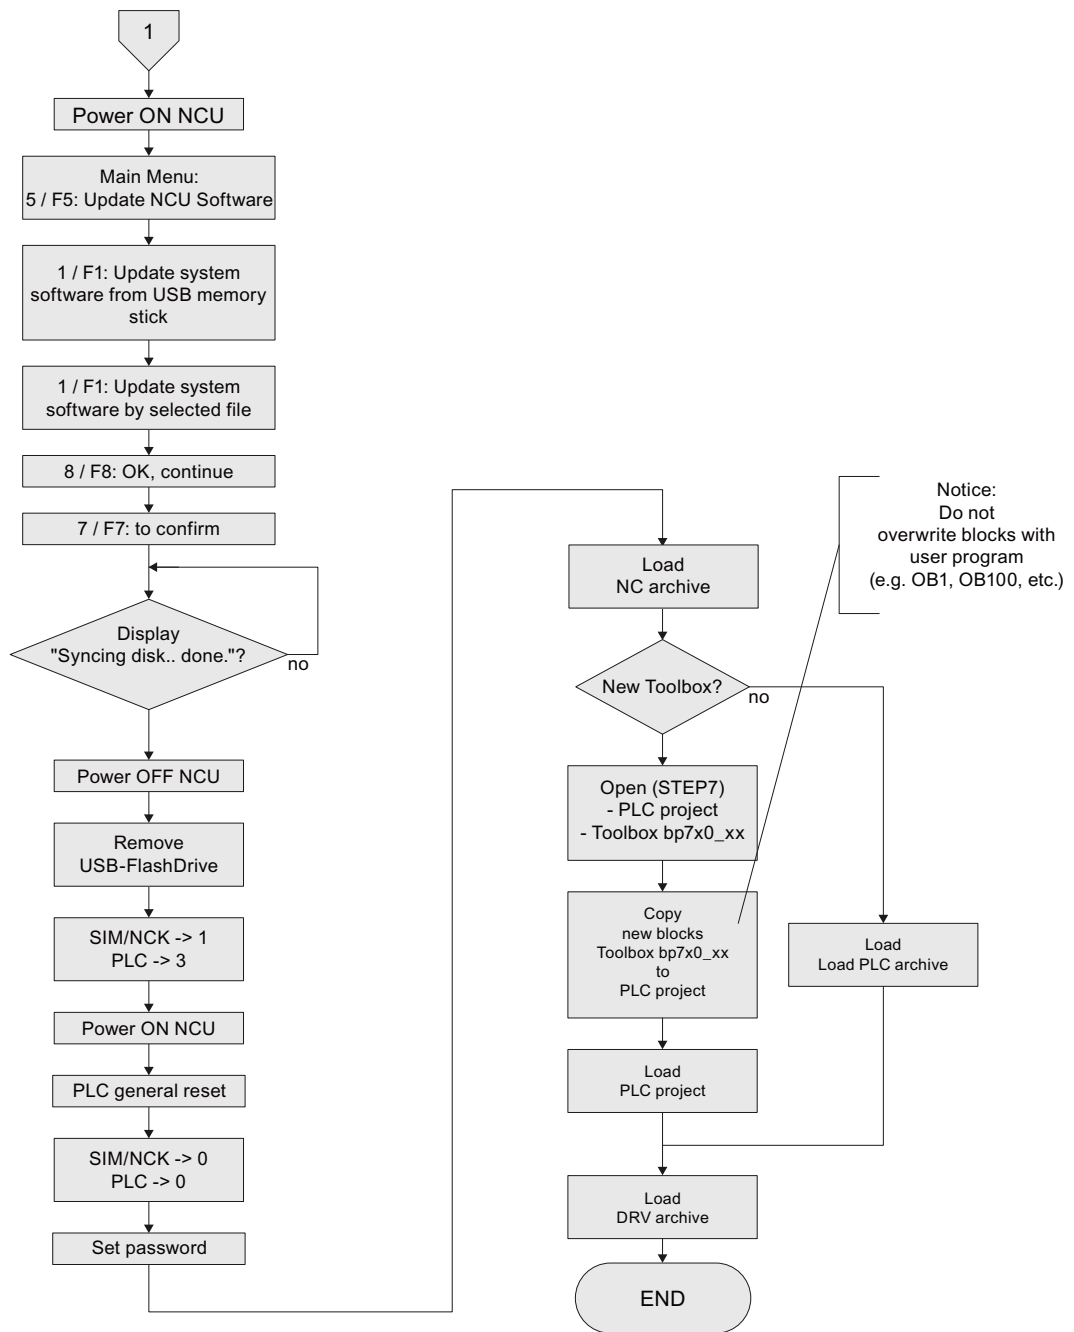 1
Power ON NCU
Main Menu:
5 / F5: Update NCU Software
1 / F1: Update system
software from USB memory
stick
1 / F1: Update system
software by selected file
8 / F8: OK, continue
7 / F7: to confirm
Display
"Syncing disk.. done."?
no
Power OFF NCU
Remove
USB-FlashDrive
SIM/NCK -> 1
PLC -> 3
Power ON NCU
PLC general reset
SIM/NCK -> 0
PLC -> 0
Set password
Load
NC archive
New Toolbox?
no
Open (STEP7)
- PLC project
- Toolbox bp7x0_xx
Copy
new blocks
Toolbox bp7x0_xx
to
PLC project
Load
PLC project
Load
Load PLC archive
Load
DRV archive
END
Notice:
Do not
overwrite blocks with
user program
(e.g. OB1, OB100, etc.)